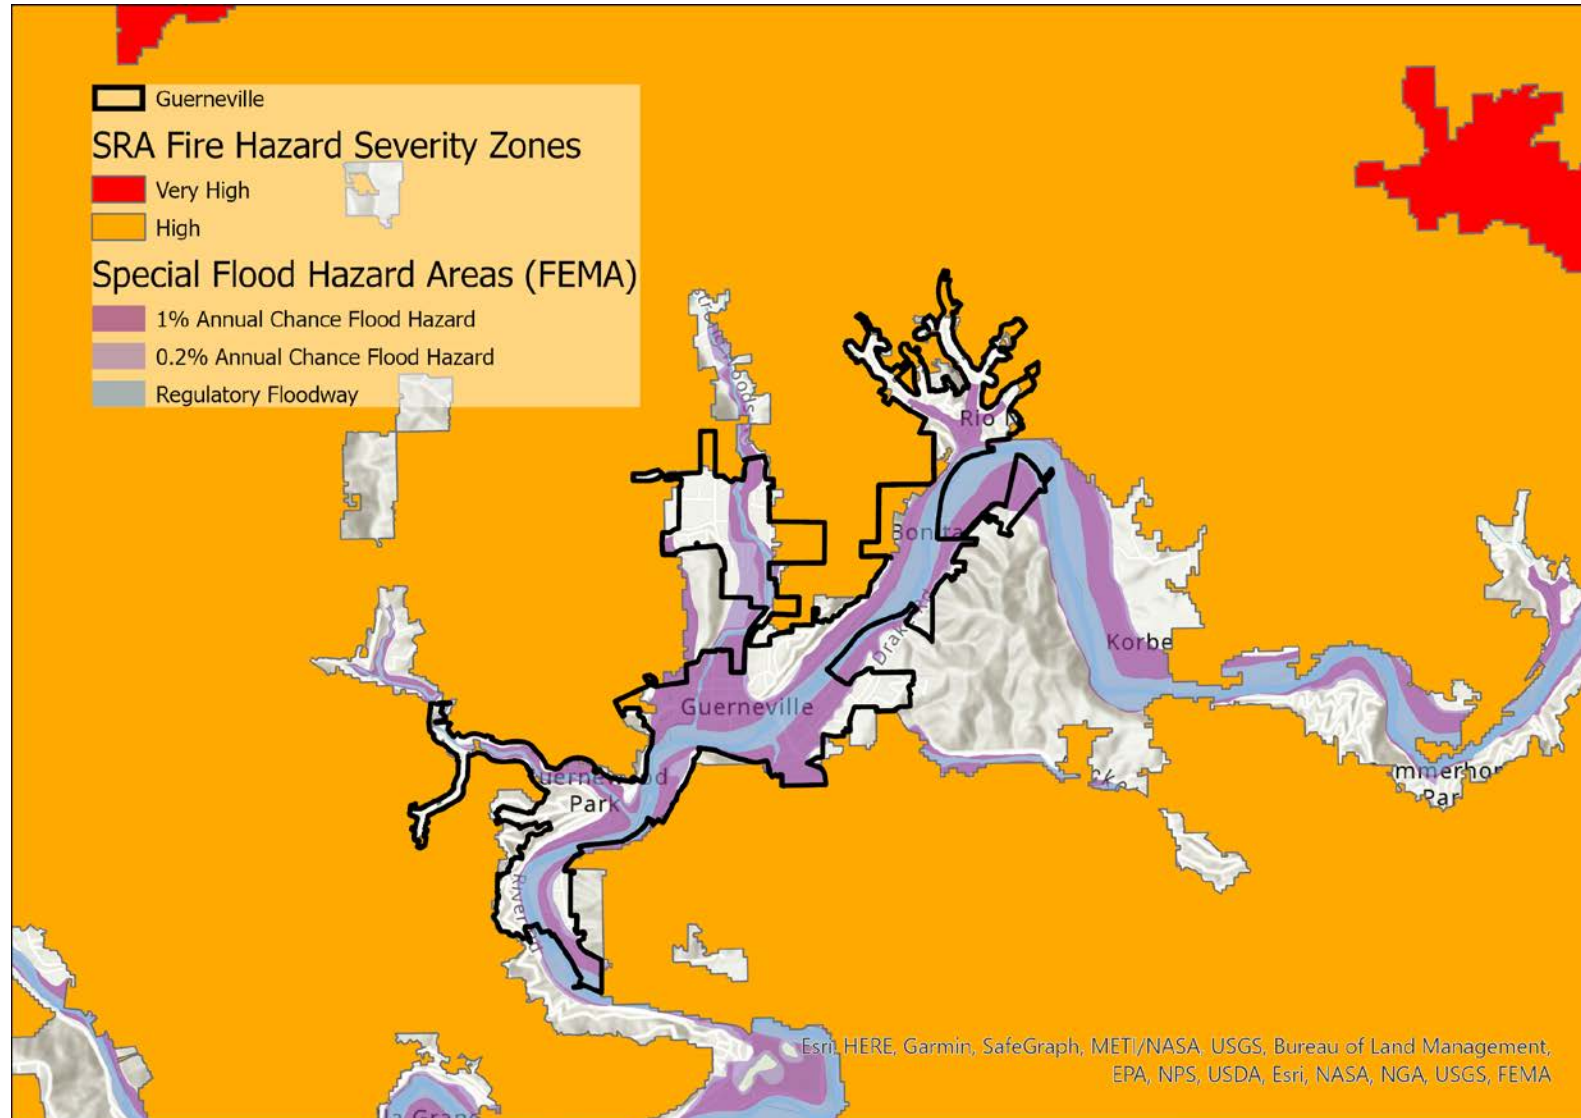 Guerneville
SRA Fire Hazard Severity Zones
Very High
High
Special Flood Hazard Areas (FEMA)
1% Annual Chance Flood Hazard
0.2% Annual Chance Flood Hazard
Regulatory Floodway
Rio
Bonita
Korbe
Guerneville
Park
Esri, HERE, Garmin, SafeGraph, METI/NASA, USGS, Bureau of Land Management,
EPA, NPS, USDA, Esri, NASA, NGA, USGS, FEMA